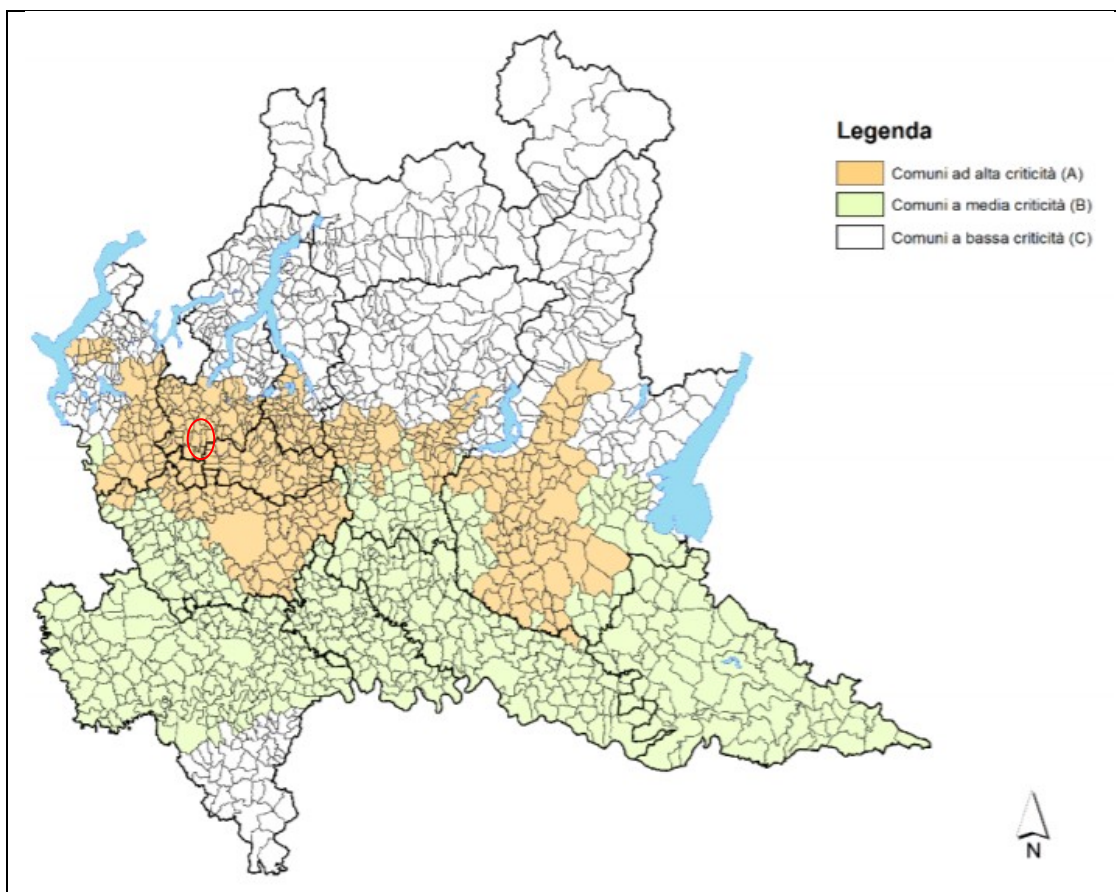 Legenda
Comuni ad alta criticità (A)
Comuni a media criticità (B)
Comuni a bassa criticità (C)
N